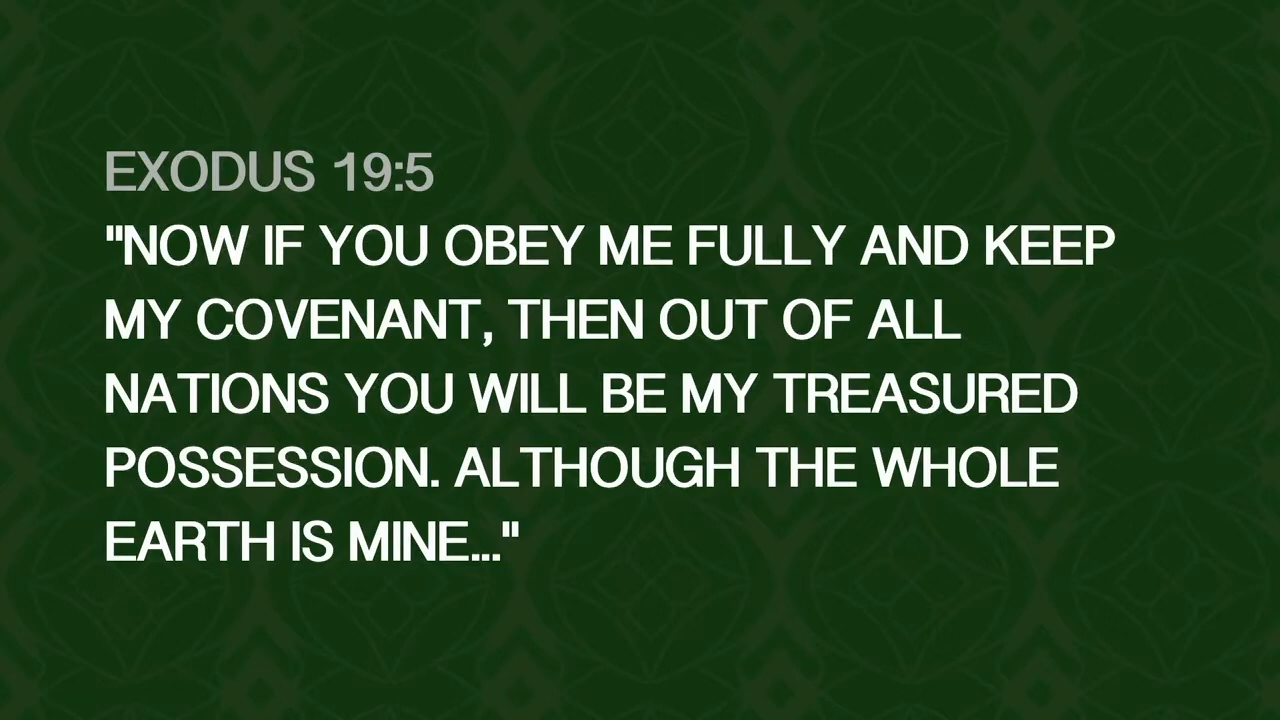 EXODUS 19:5
"NOW IF YOU OBEY ME FULLY AND KEEP
MY COVENANT, THEN OUT OF ALL
NATIONS YOU WILL BE MY TREASURED
POSSESSION. ALTHOUGH THE WHOLE
EARTH IS MINE..."